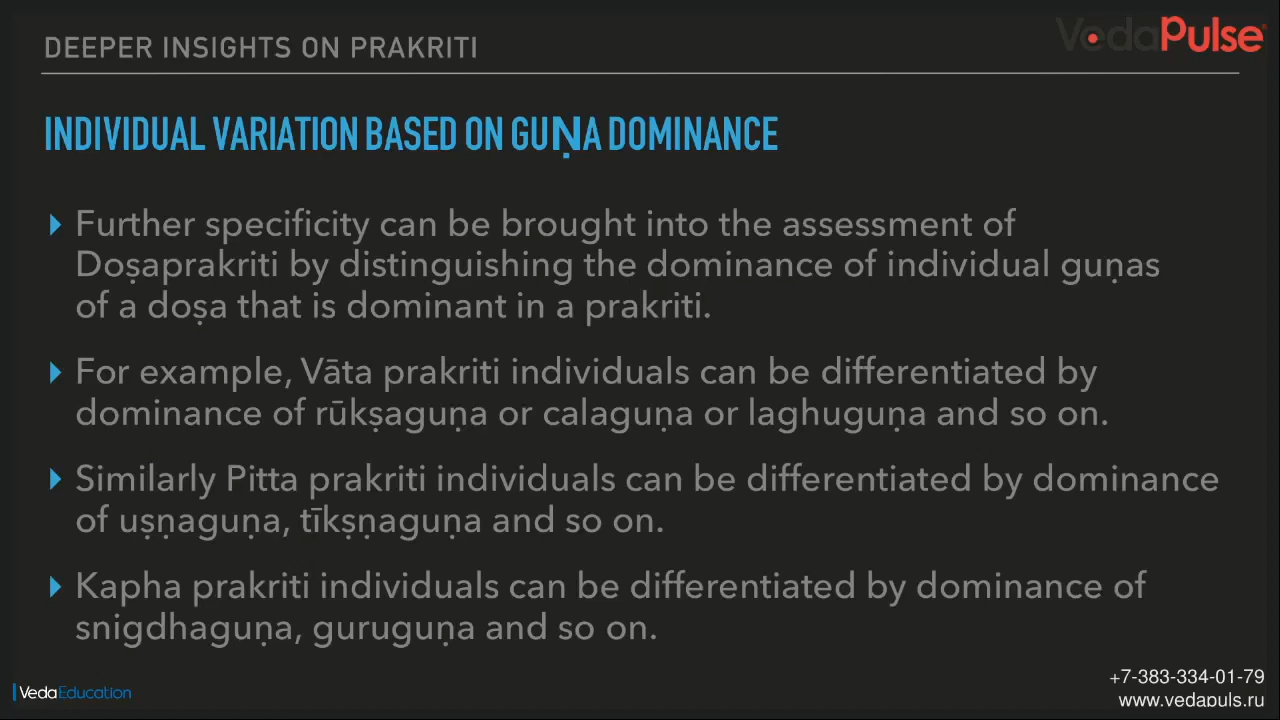 DEEPER INSIGHTS ON PRAKRITI
VedaPulse®
INDIVIDUAL VARIATION BASED ON GUṆA DOMINANCE
Further specificity can be brought into the assessment of
Doṣaprakriti by distinguishing the dominance of individual guṇas
of a doṣa that is dominant in a prakriti.
For example, Vāta prakriti individuals can be differentiated by
dominance of rūkṣaguṇa or calaguṇa or laghuguṇa and so on.
Similarly Pitta prakriti individuals can be differentiated by dominance
of uṣṇaguṇa, tīkṣṇaguṇa and so on.
Kapha prakriti individuals can be differentiated by dominance of
snigdhaguṇa, guruguṇa and so on.
VedaEducation
+7-383-334-01-79
www.vedapuls.ru